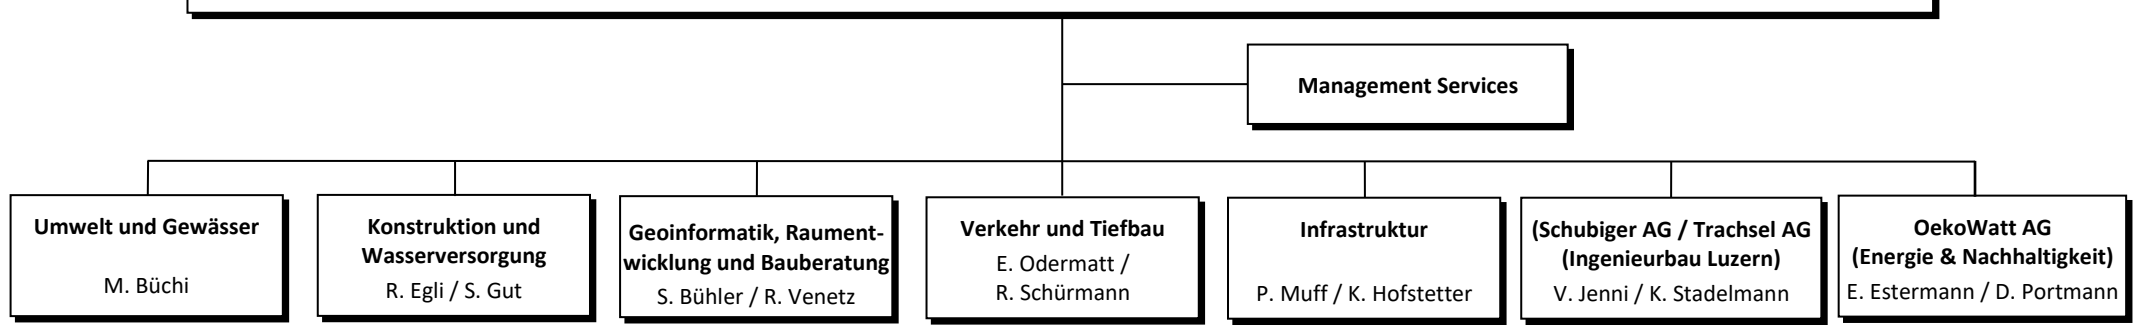 Management Services
Umwelt und Gewässer
M. Büchi
Konstruktion und
Wasserversorgung
R. Egli / S. Gut
Geoinformatik, Raument-
wicklung und Bauberatung
S. Bühler / R. Venetz
Verkehr und Tiefbau
E. Odermatt /
R. Schürmann
Infrastruktur
P. Muff / K. Hofstetter
(Schubiger AG / Trachsel AG
(Ingenieurbau Luzern)
V. Jenni / K. Stadelmann
OekoWatt AG
(Energie & Nachhaltigkeit)
E. Estermann / D. Portmann